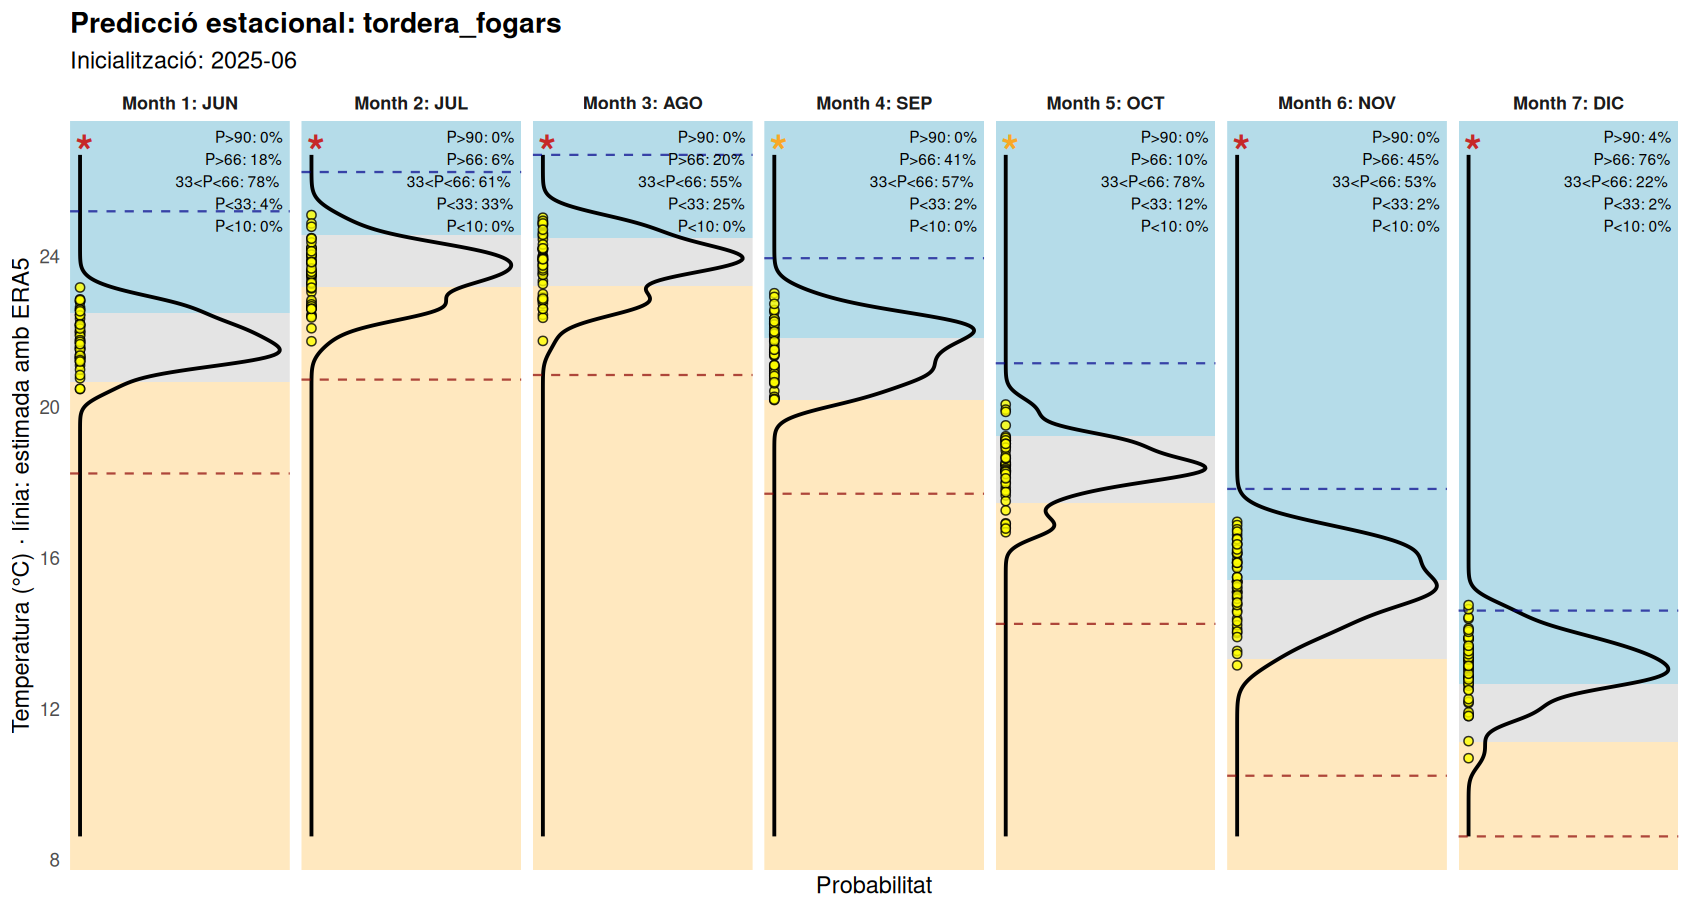 Predicció estacional: tordera_fogars
Inicialització: 2025-06
Month 1: JUN
Month 2: JUL
Month 3: AGO
Month 4: SEP
Month 5: OCT
Month 6: NOV
Month 7: DIC
*
P>90: 0%
P>66: 18%
33<P<66: 78%
P<33: 4%
P<10: 0%
*
P>90: 0%
P>66: 6%
33<P<66: 61%
P<33: 33%
P<10: 0%
*
P>90: 0%
P>66: 20%
33<P<66: 55%
P<33: 25%
P<10: 0%
*
P>90: 0%
P>66: 41%
33<P<66: 57%
P<33: 2%
P<10: 0%
*
P>90: 0%
P>66: 10%
33<P<66: 78%
P<33: 12%
P<10: 0%
*
P>90: 0%
P>66: 45%
33<P<66: 53%
P<33: 2%
P<10: 0%
*
P>90: 4%
P>66: 76%
33<P<66: 22%
P<33: 2%
P<10: 0%
24
20
16
12
8
Temperatura (°C) · línia: estimada amb ERA5
Probabilitat